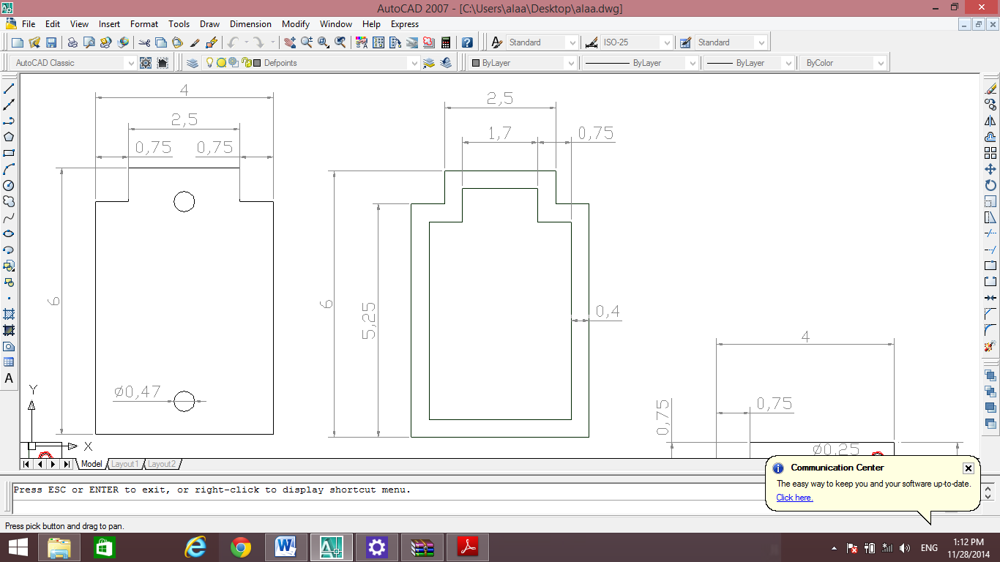 AutoCAD 2007 - [C:\Users\alaa\Desktop\alaa.dwg]
File Edit View Insert Format Tools Draw Dimension Modify Window Help Express
Standard ISO-25 Standard
AutoCAD Classic Defpoints ByLayer ByLayer ByLayer ByColor
4
2,5
0,75 0,75
6
ø0,47
2,5
1,7 0,75
6
5,25
0,4
4
0,75
0,75
ø0,25
Y
X
A
Model Layout1 Layout2
Communication Center
The easy way to keep you and your software up-to-date.
Click here.
Press ESC or ENTER to exit, or right-click to display shortcut menu.
Press pick button and drag to pan.
ENG
1:12 PM
11/28/2014